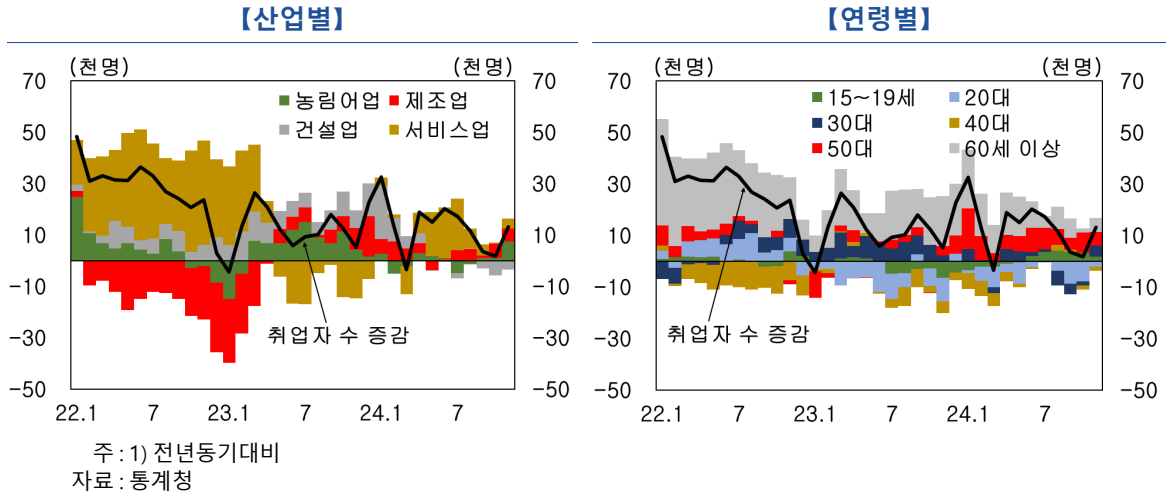 【산업별】
(천명) (천명)
농림어업 제조업
건설업 서비스업
70 70
50 50
30 30
10 10
-10 -10
-30 -30
-50 -50
취업자 수 증감
22.1 7 23.1 7 24.1 7
주 : 1) 전년동기대비
자료 : 통계청
【연령별】
(천명) (천명)
15~19세 20대
30대 40대
50대 60세 이상
70 70
50 50
30 30
10 10
-10 -10
-30 -30
-50 -50
취업자 수 증감
22.1 7 23.1 7 24.1 7